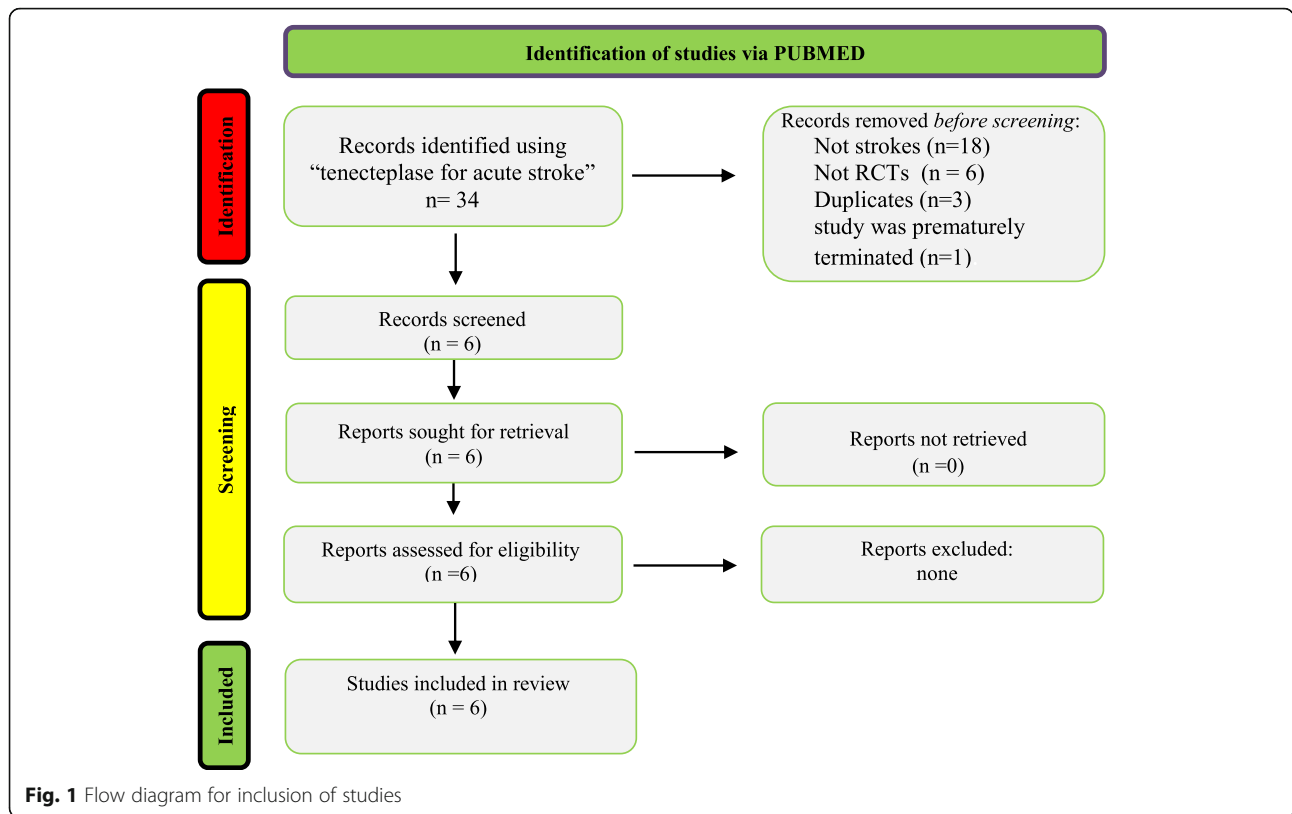 Identification of studies via PUBMED
Identification
Records identified using
“tenecteplase for acute stroke”
n= 34
Records removed before screening:
Not strokes (n=18)
Not RCTs (n = 6)
Duplicates (n=3)
study was prematurely
terminated (n=1)
Screening
Records screened
(n = 6)
Reports sought for retrieval
(n = 6)
Reports not retrieved
(n =0)
Reports assessed for eligibility
(n =6)
Reports excluded:
none
Included
Studies included in review
(n = 6)
Fig. 1 Flow diagram for inclusion of studies